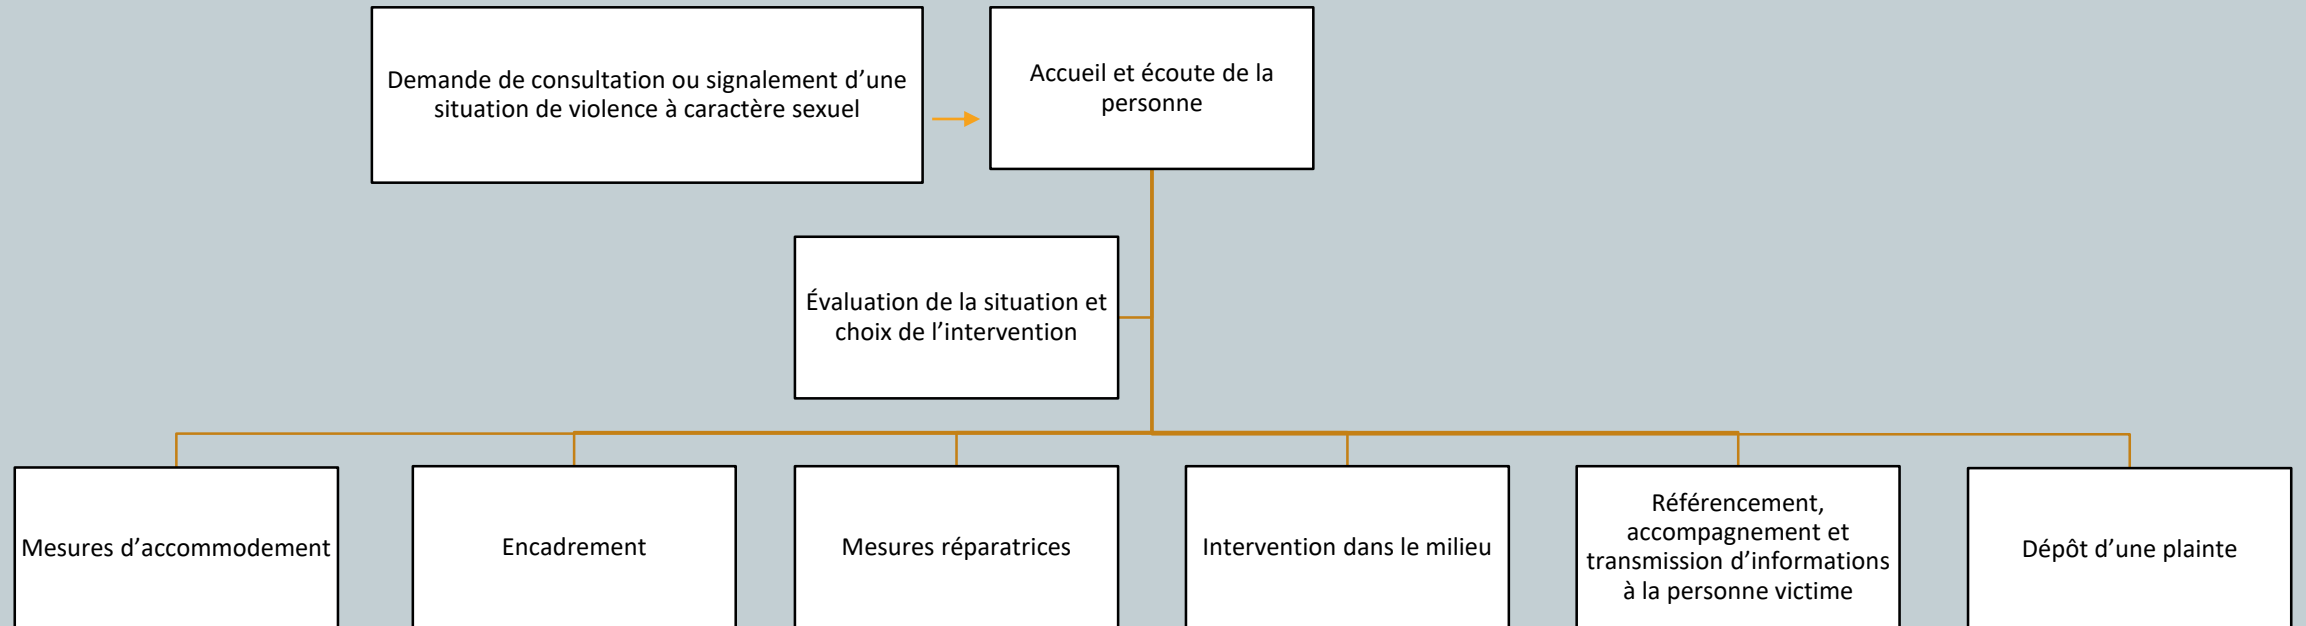 Demande de consultation ou signalement d’une
situation de violence à caractère sexuel
Accueil et écoute de la
personne
Évaluation de la situation et
choix de l’intervention
Mesures d’accommodement
Encadrement
Mesures réparatrices
Intervention dans le milieu
Référencement,
accompagnement et
transmission d’informations
à la personne victime
Dépôt d’une plainte